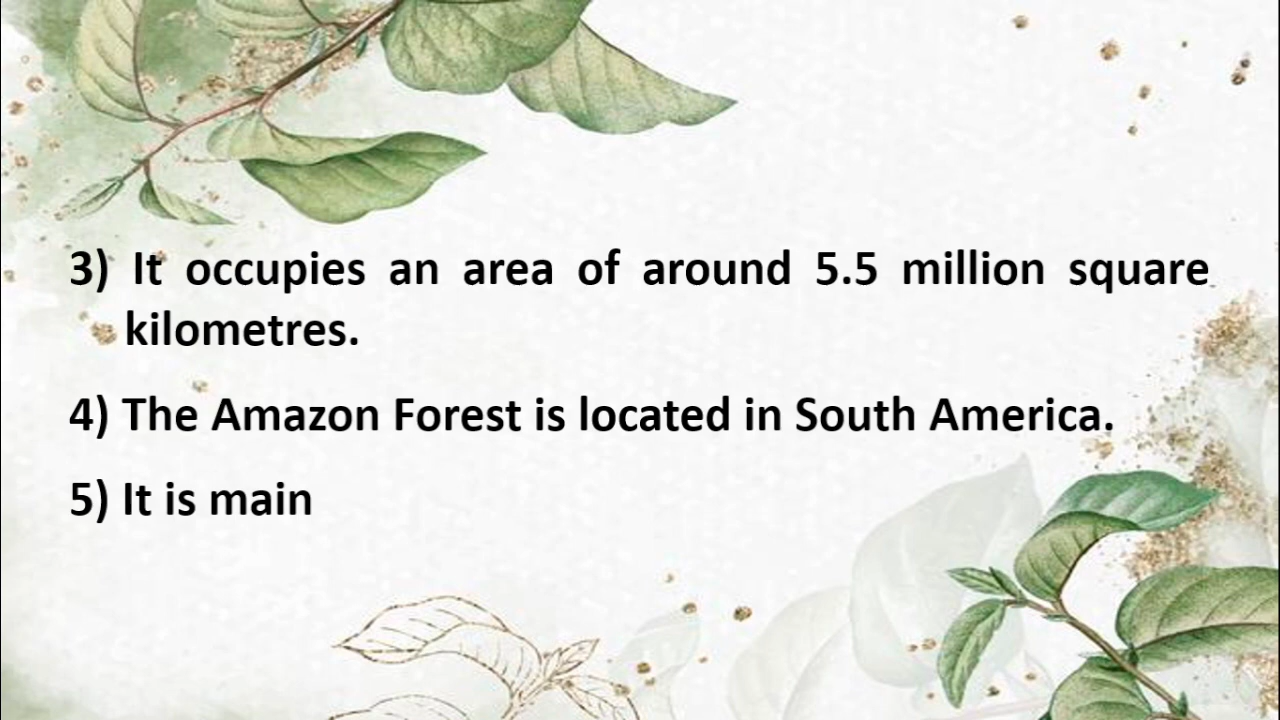 3) It occupies an area of around 5.5 million square
kilometres.
4) The Amazon Forest is located in South America.
5) It is main